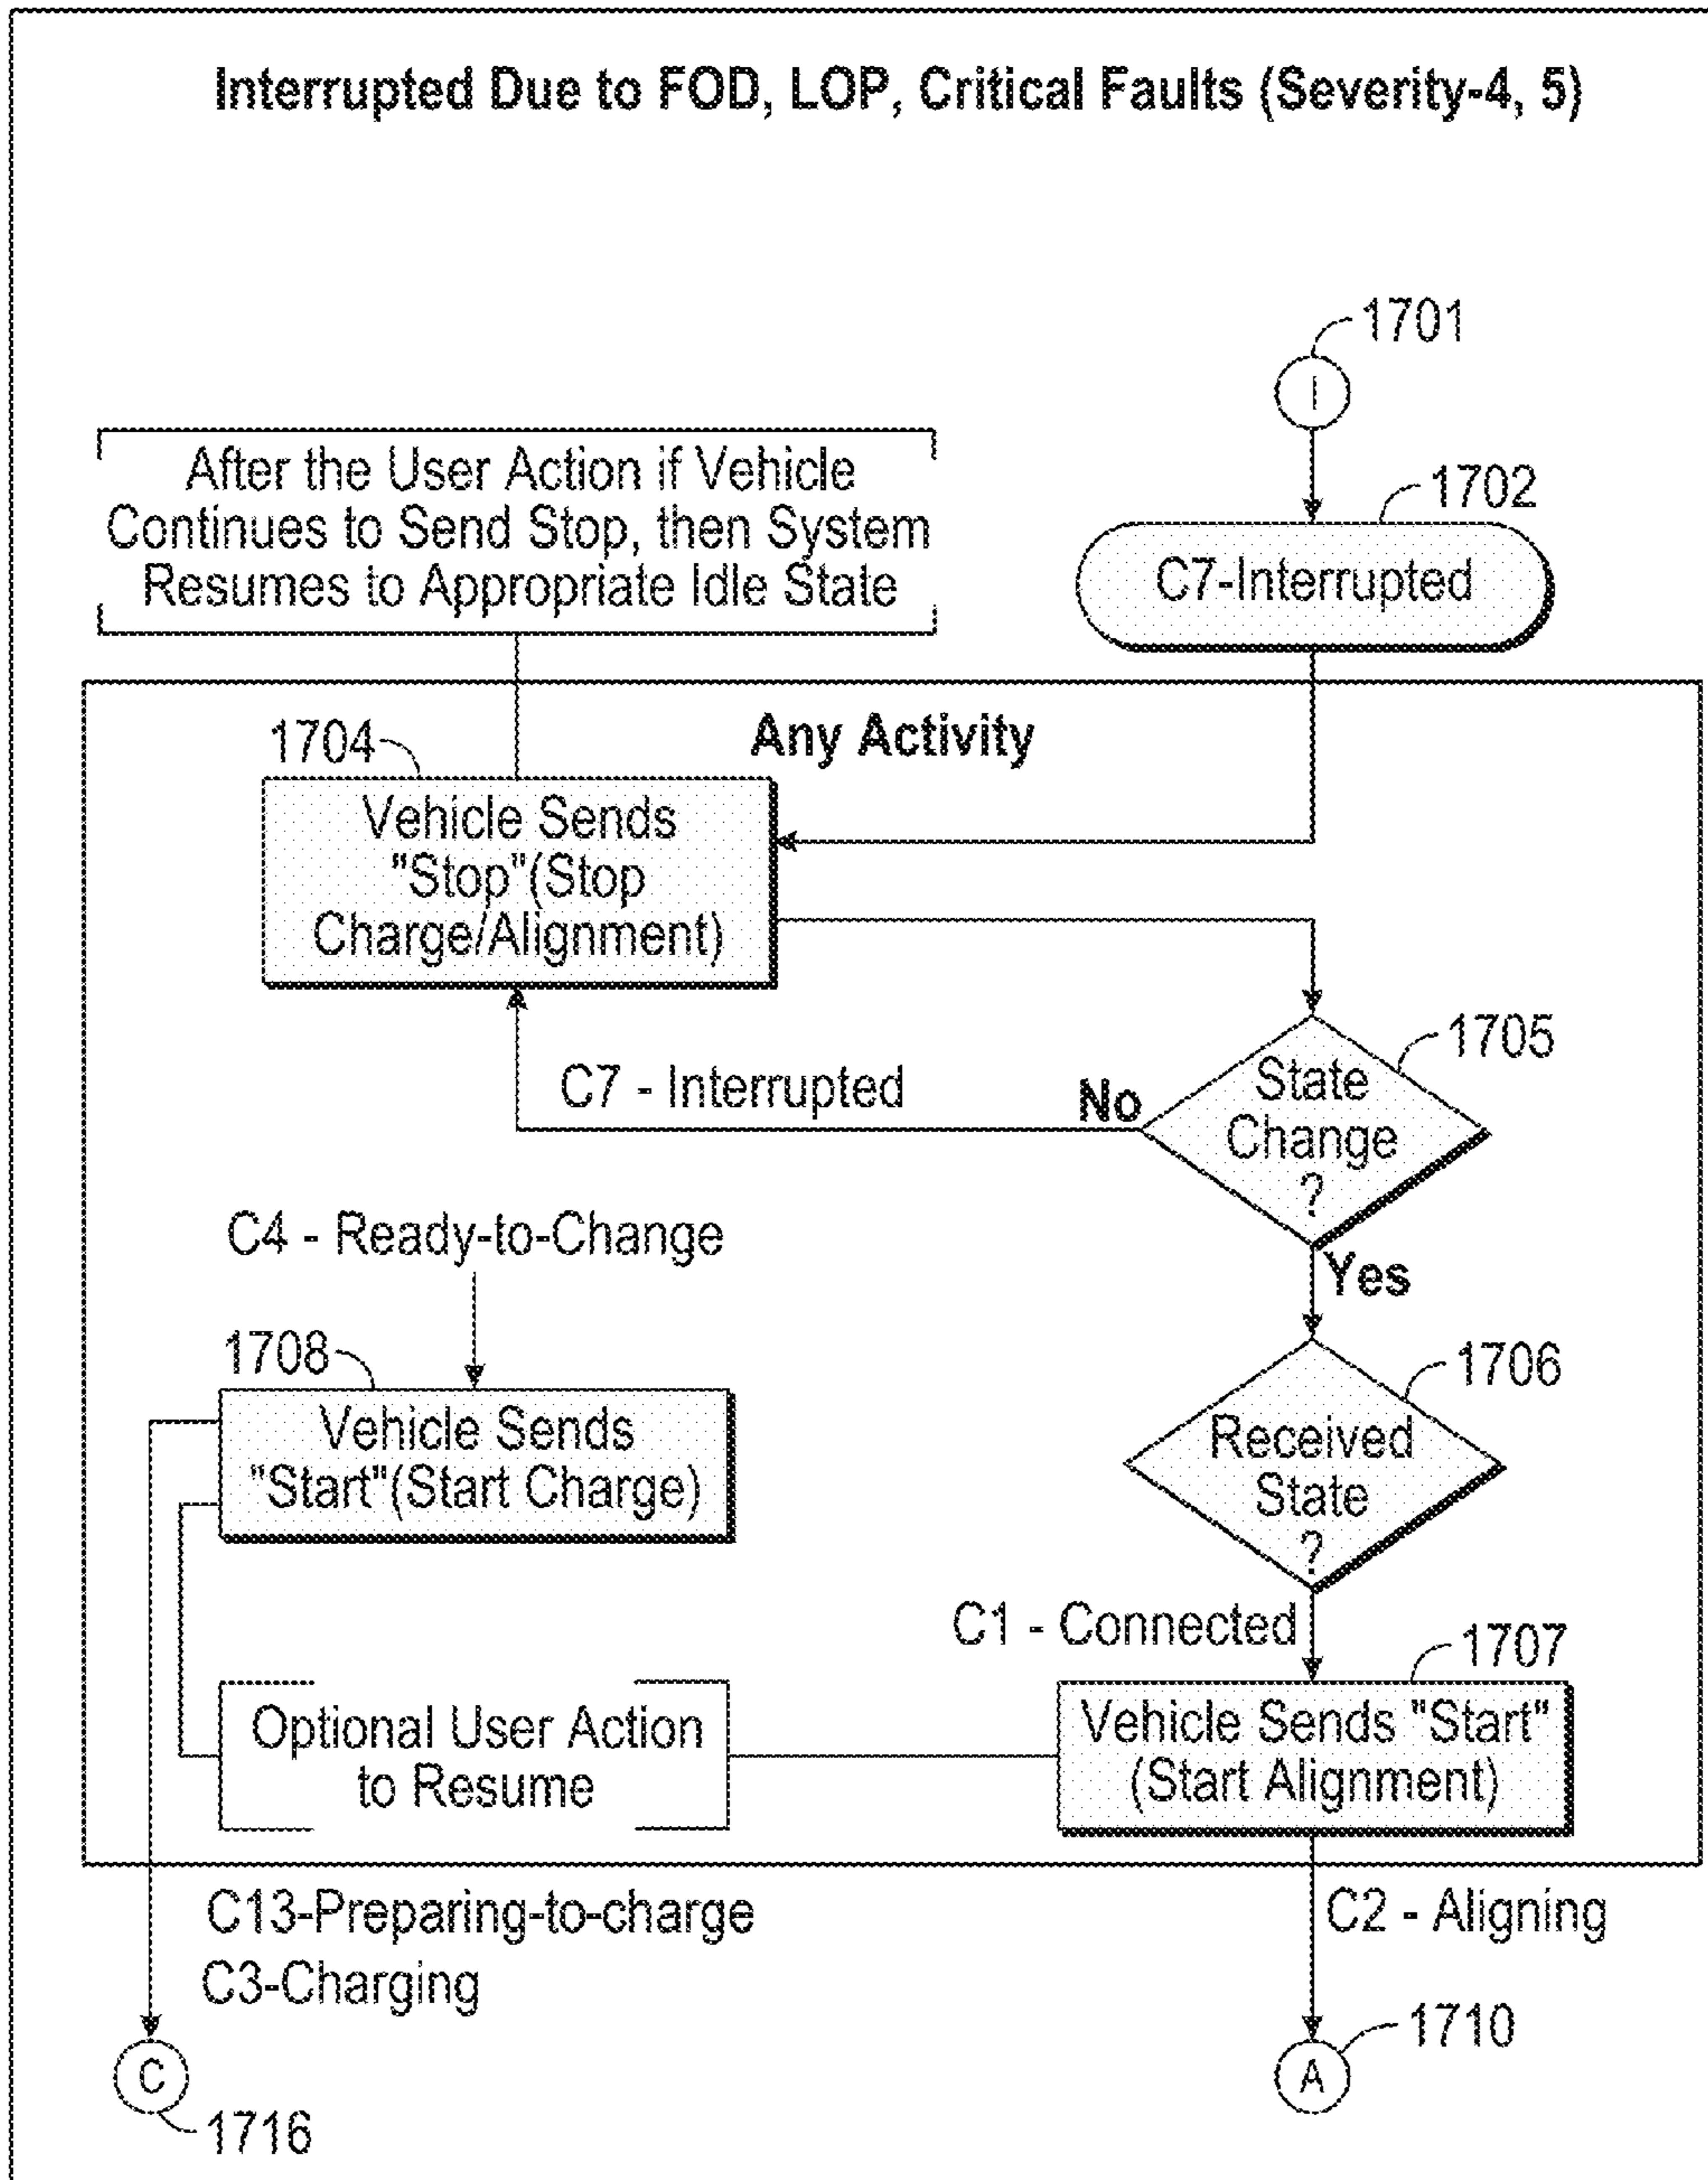 Interrupted Due to FOD, LOP, Critical Faults (Severity-4, 5)
1701
I
After the User Action if Vehicle
Continues to Send Stop, then System
Resumes to Appropriate Idle State
1702
C7-Interrupted
Any Activity
1704
Vehicle Sends
"Stop"(Stop
Charge/Alignment)
1705
State
Change
?
C7 - Interrupted
No
Yes
C4 - Ready-to-Change
1708
Vehicle Sends
"Start"(Start Charge)
1706
Received
State
?
C1 - Connected
1707
Vehicle Sends "Start"
(Start Alignment)
Optional User Action
to Resume
C13-Preparing-to-charge
C3-Charging
C2 - Aligning
C
1716
1710
A